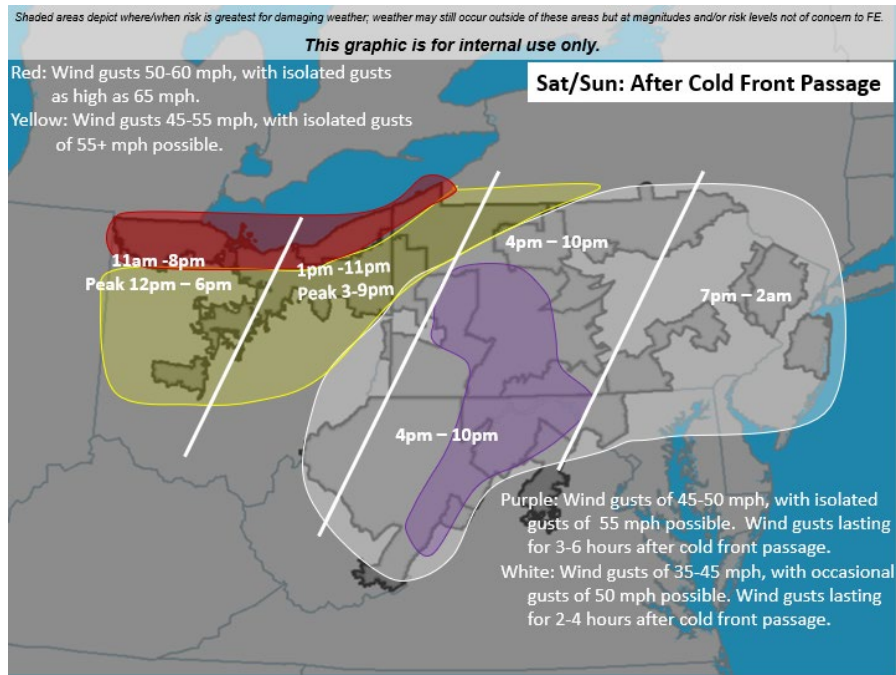 Shaded areas depict where/when risk is greatest for damaging weather; weather may still occur outside of these areas but at magnitudes and/or risk levels not of concern to FE.
This graphic is for internal use only.
Red: Wind gusts 50-60 mph, with isolated gusts
as high as 65 mph.
Yellow: Wind gusts 45-55 mph, with isolated gusts
of 55+ mph possible.
Sat/Sun: After Cold Front Passage
11am -8pm
Peak 12pm – 6pm
1pm -11pm
Peak 3-9pm
4pm – 10pm
7pm – 2am
4pm – 10pm
Purple: Wind gusts of 45-50 mph, with isolated
gusts of  55 mph possible.  Wind gusts lasting
for 3-6 hours after cold front passage.
White: Wind gusts of 35-45 mph, with occasional
gusts of 50 mph possible. Wind gusts lasting
for 2-4 hours after cold front passage.